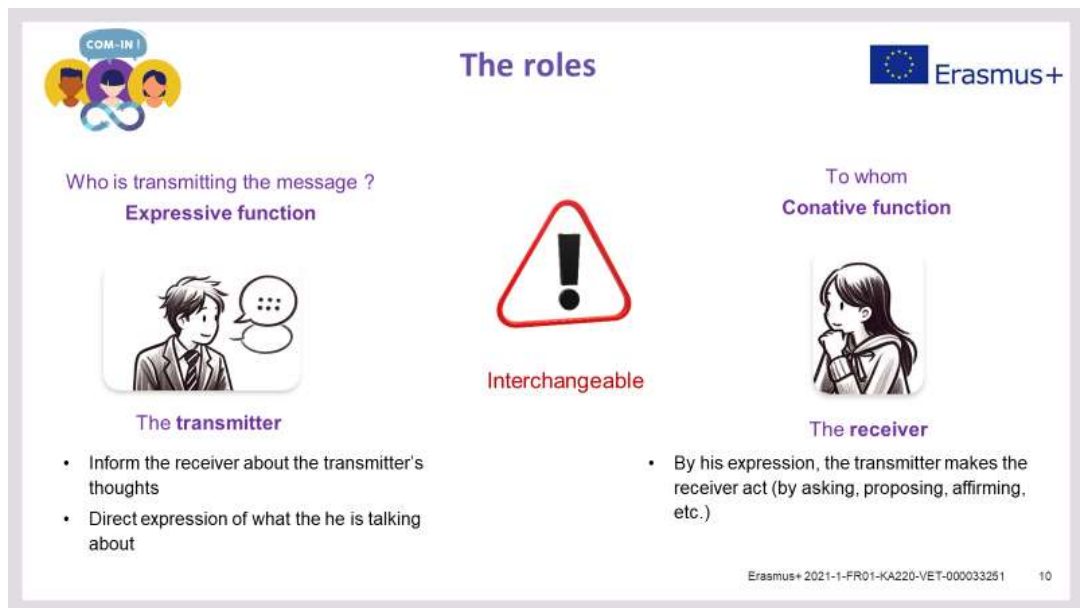 COM-IN !
The roles
Erasmus+
Who is transmitting the message ?
Expressive function
The transmitter
• Inform the receiver about the transmitter's
thoughts
• Direct expression of what the he is talking
about
Interchangeable
To whom
Conative function
The receiver
• By his expression, the transmitter makes the
receiver act (by asking, proposing, affirming,
etc.)
Erasmus+ 2021-1-FR01-KA220-VET-000033251
10